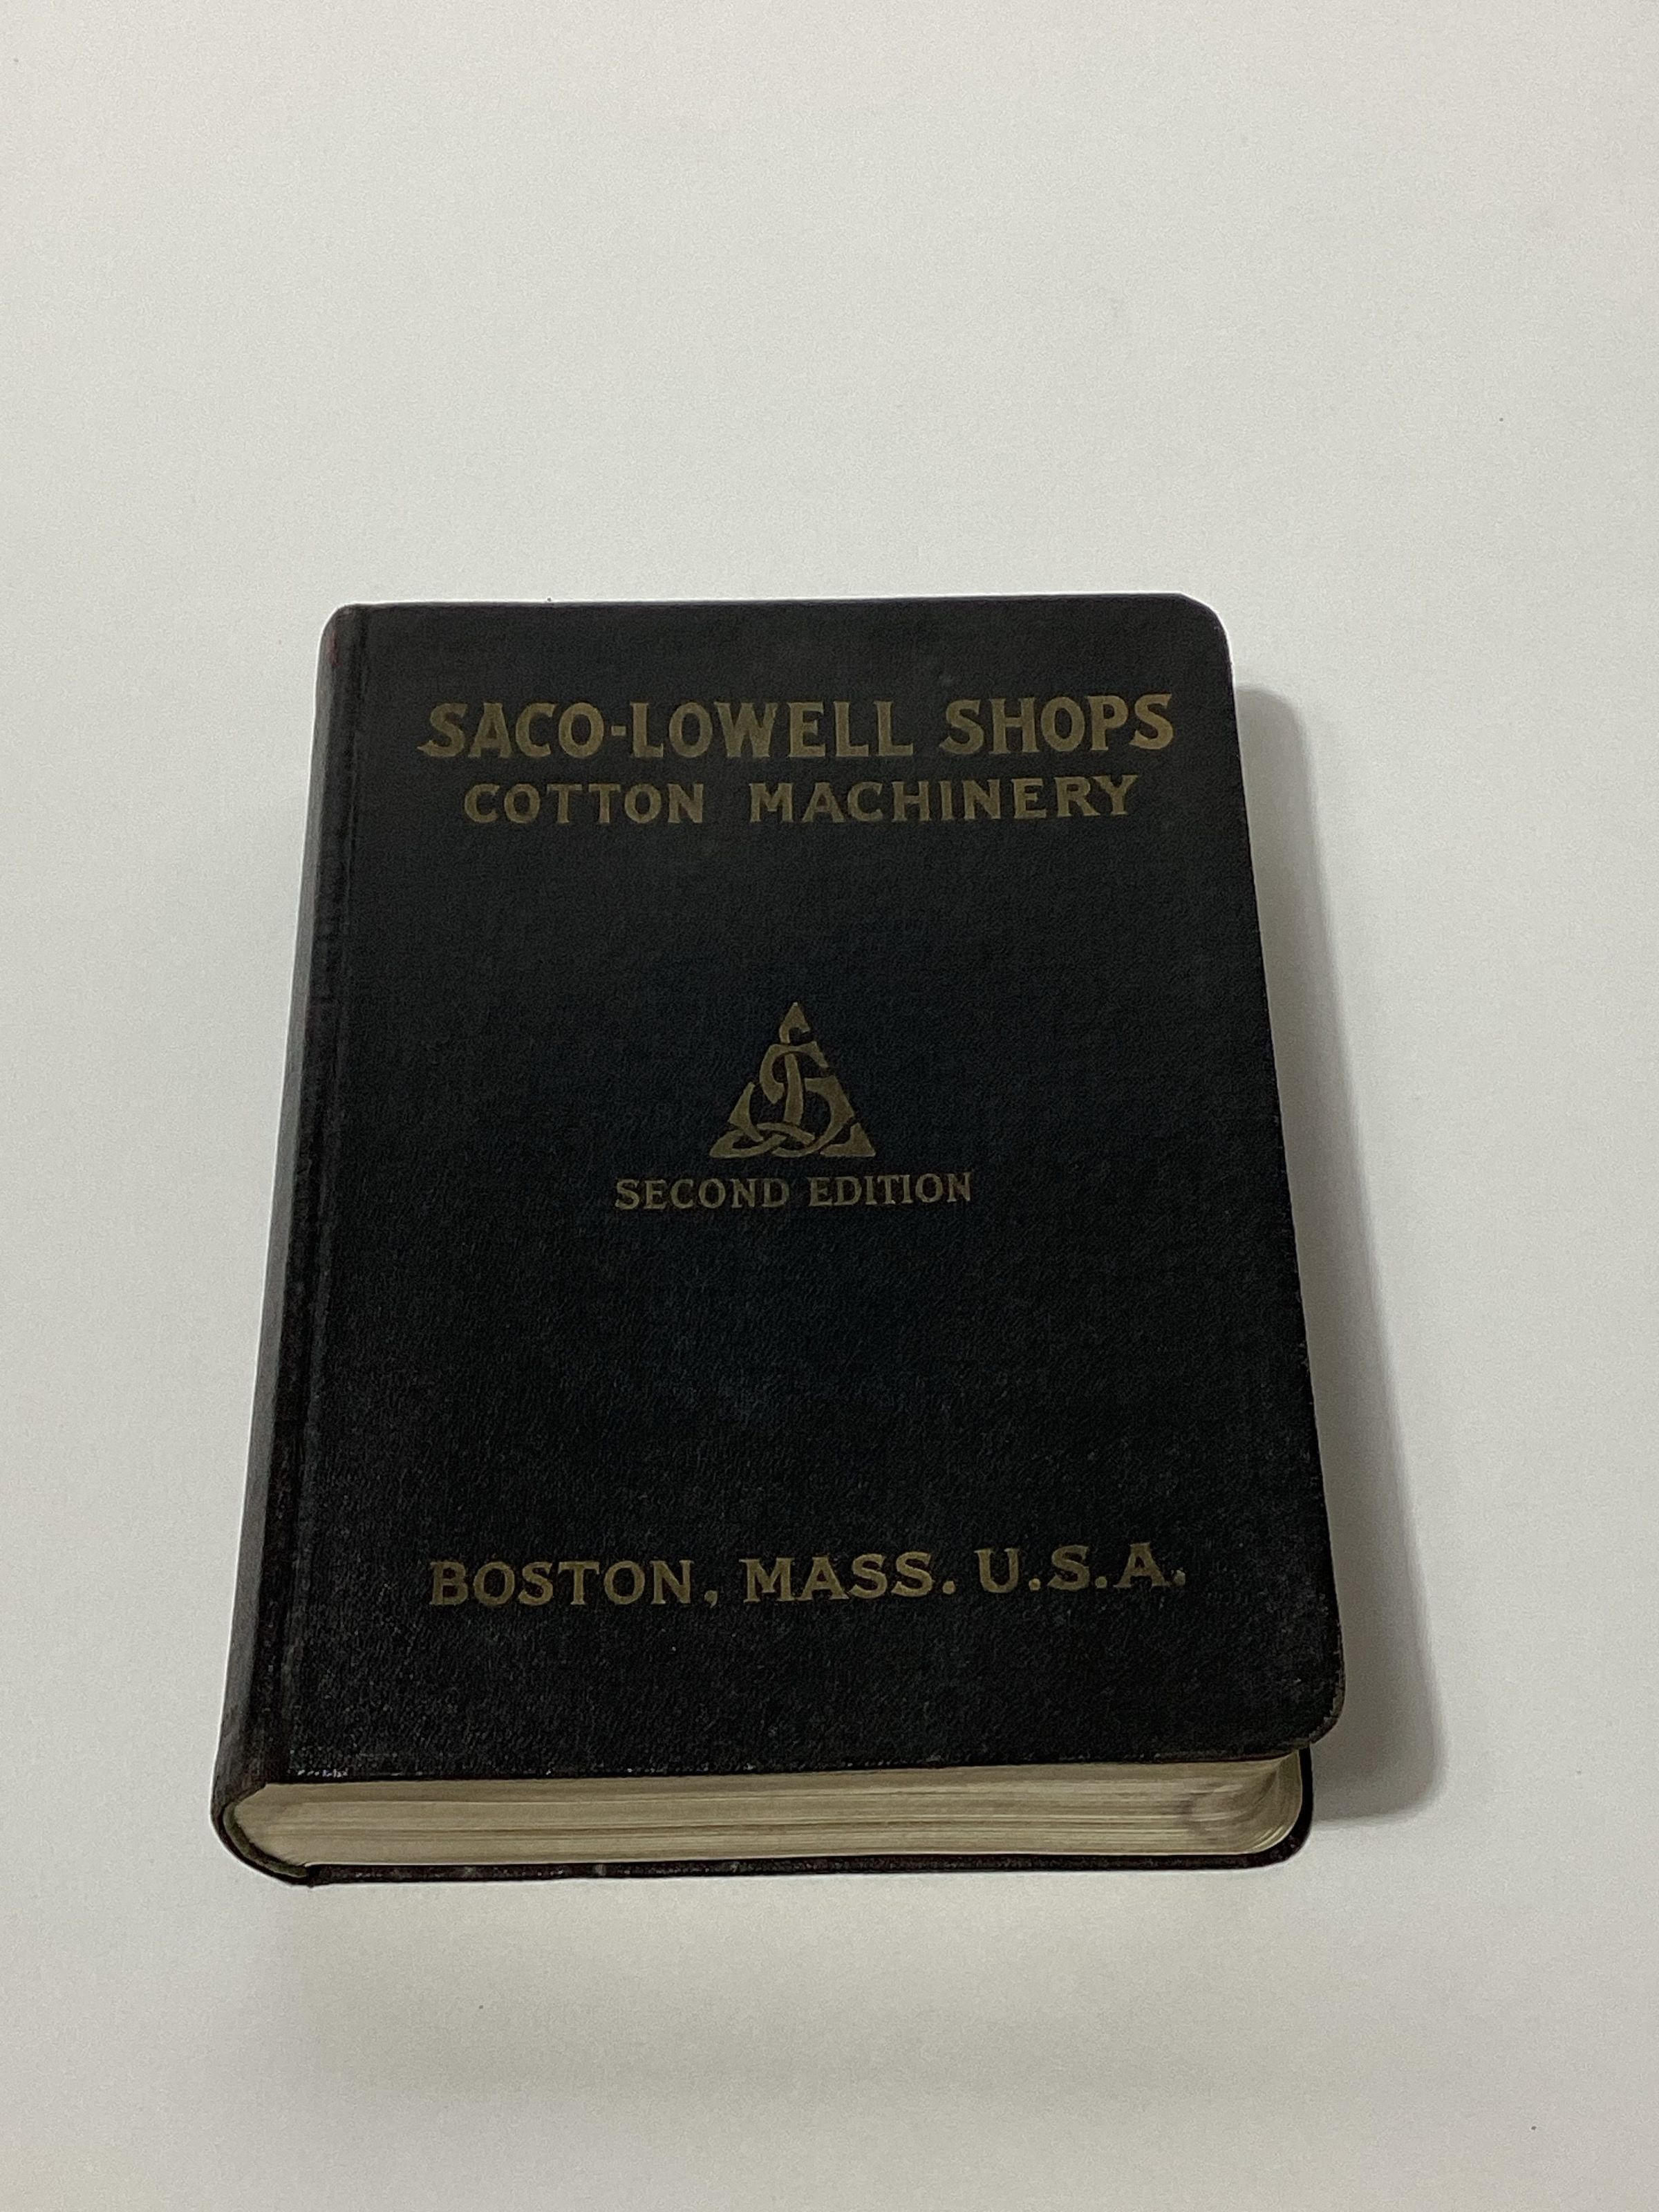 SACO-LOWELL SHOPS
COTTON MACHINERY
SECOND EDITION
BOSTON, MASS. U.S.A.